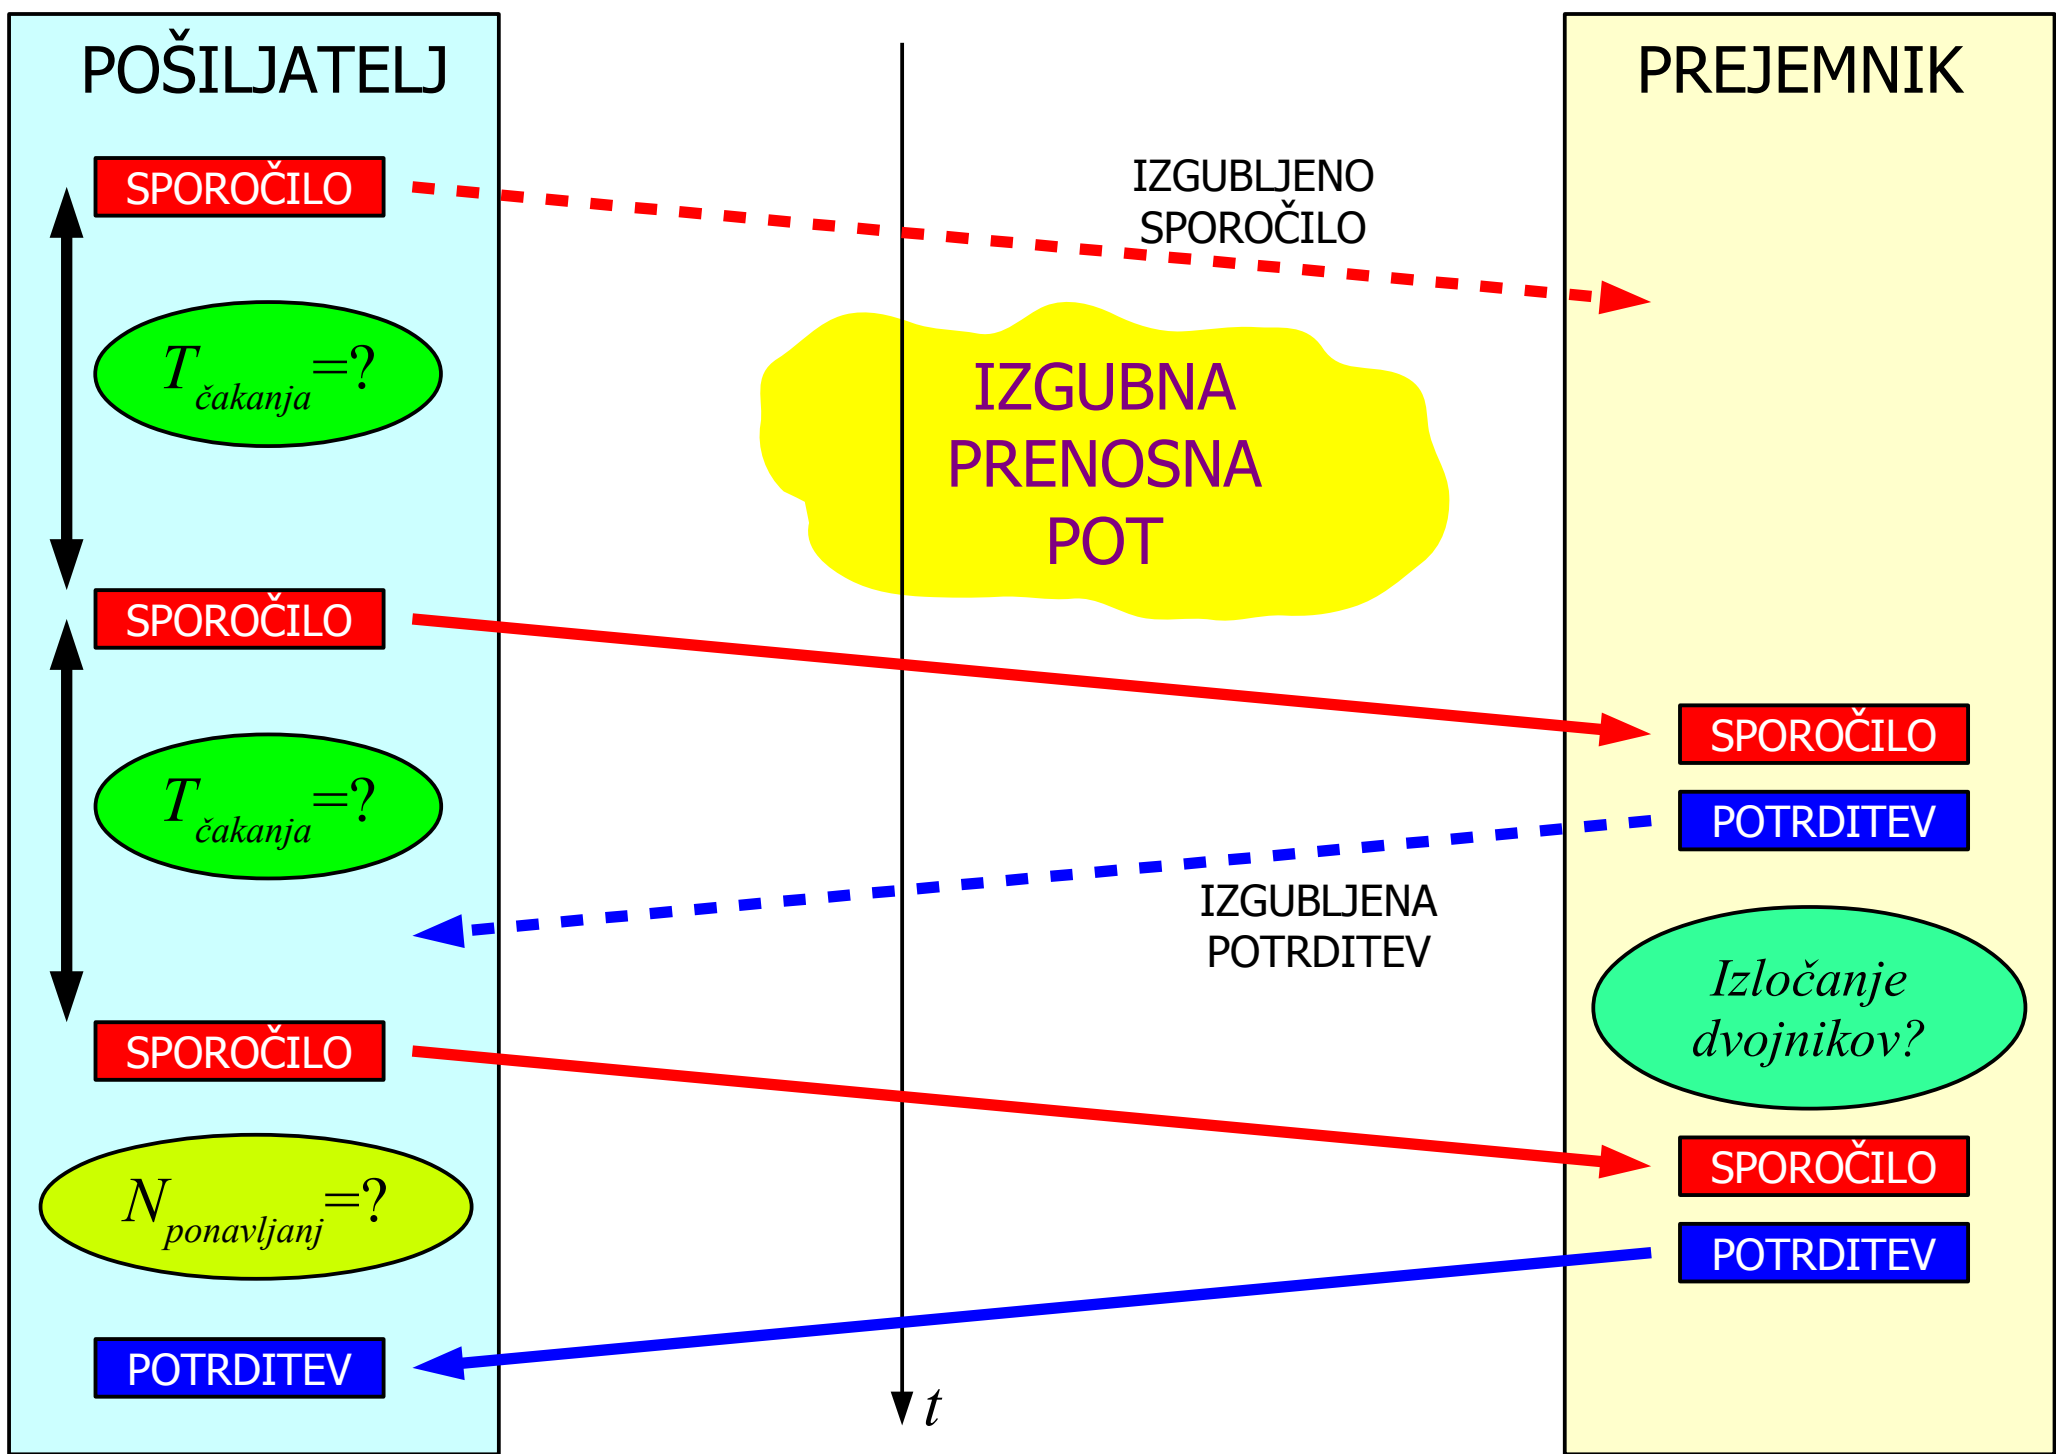 POŠILJATELJ
PREJEMNIK
SPOROČILO
IZGUBLJENO
SPOROČILO
T čakanja =?
IZGUBNA
PRENOSNA
POT
SPOROČILO
SPOROČILO
T čakanja =?
POTRDITEV
IZGUBLJENA
POTRDITEV
Izločanje
dvojnikov?
SPOROČILO
SPOROČILO
N ponavljanj =?
POTRDITEV
POTRDITEV
t